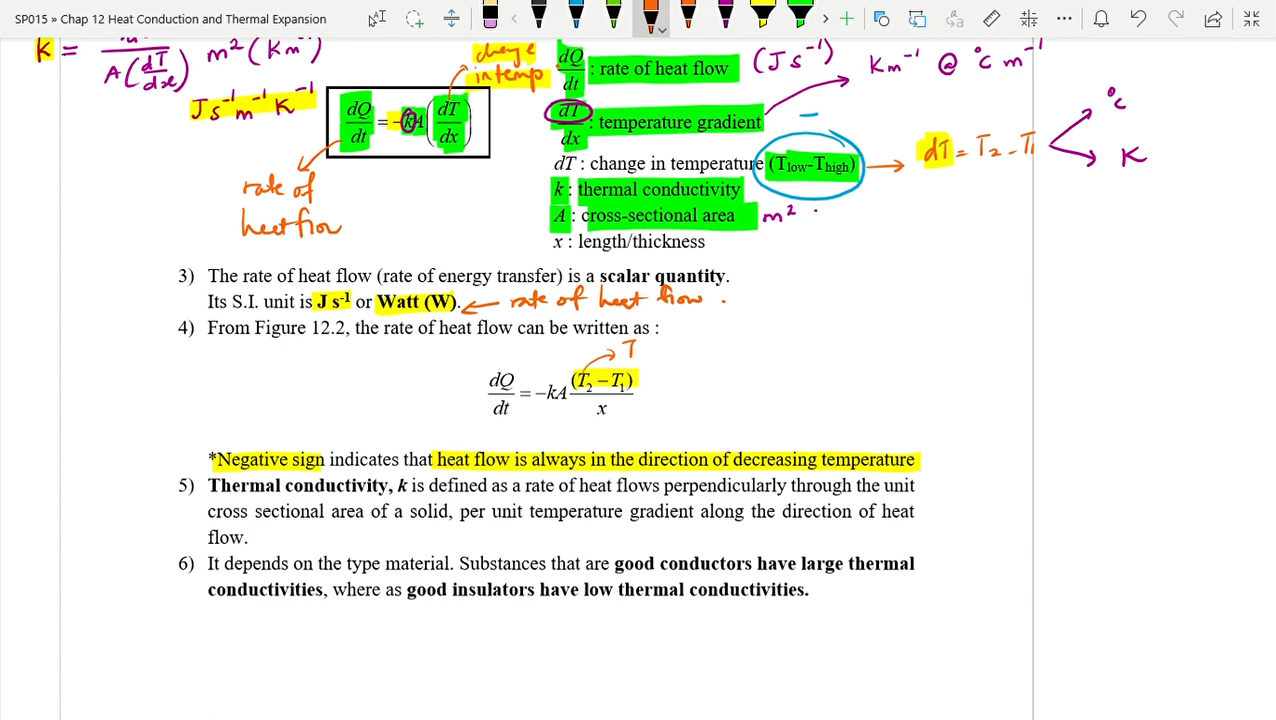 SP015 » Chap 12 Heat Conduction and Thermal Expansion
k = A(dT/dx) m² (Km
J s⁻¹ m⁻¹ K⁻¹
change in temp
dQ/dt = −kA (dT/dx)
rate of heat flow
dQ/dt : rate of heat flow (J s⁻¹)
Km⁻¹ @ °C m⁻¹
dT/dx : temperature gradient
dT : change in temperature (Tlow-Thigh) −
dT = T₂ − T₁
°C
K
k : thermal conductivity
A : cross-sectional area m²
x : length/thickness
3) The rate of heat flow (rate of energy transfer) is a scalar quantity.
Its S.I. unit is J s⁻¹ or Watt (W). ← rate of heat flow.
4) From Figure 12.2, the rate of heat flow can be written as :
T
dQ/dt = −kA (T₂ − T₁)/x
*Negative sign indicates that heat flow is always in the direction of decreasing temperature
5) Thermal conductivity, k is defined as a rate of heat flows perpendicularly through the unit
cross sectional area of a solid, per unit temperature gradient along the direction of heat
flow.
6) It depends on the type material. Substances that are good conductors have large thermal
conductivities, where as good insulators have low thermal conductivities.